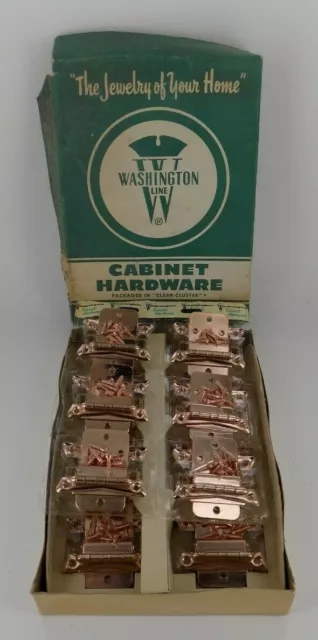 "The Jewelry of Your Home"
WASHINGTON
LINE
W
®
CABINET
HARDWARE
PACKAGED IN "CLEAR-CLUSTER"